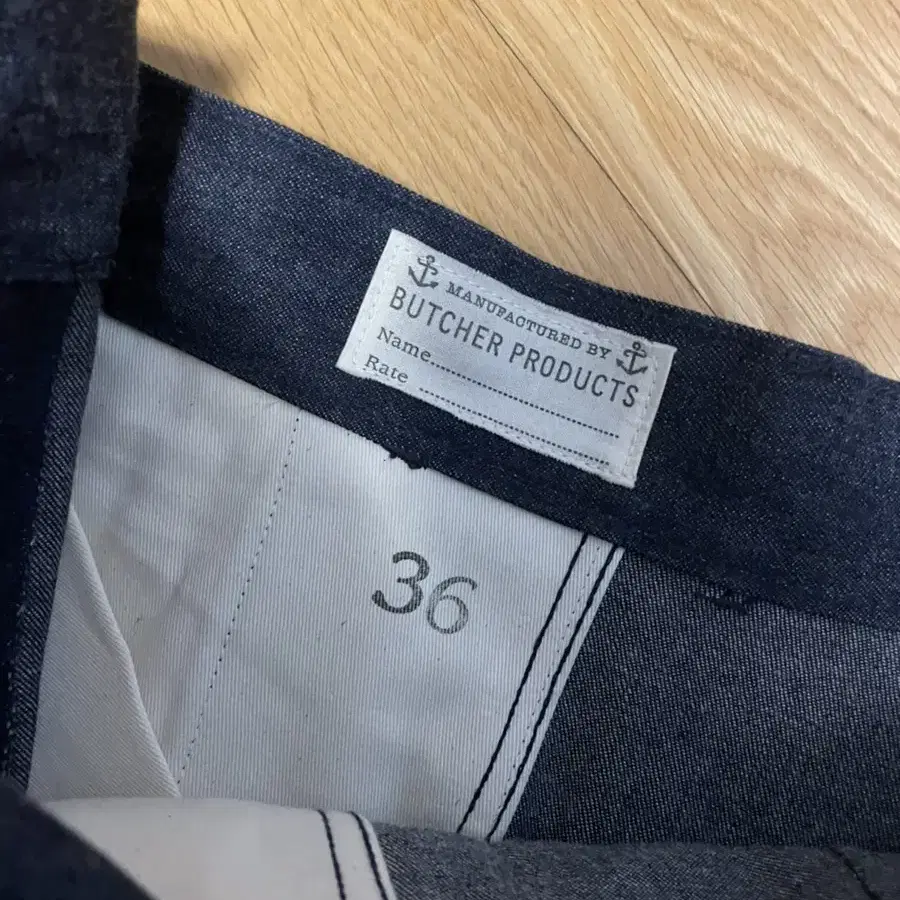 MANUFACTURED BY
BUTCHER PRODUCTS
Name
Rate
36